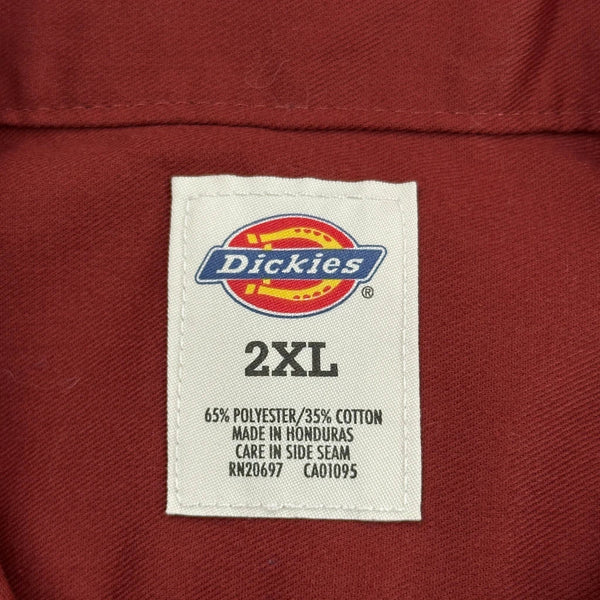 Dickies
®
2XL
65% POLYESTER/35% COTTON
MADE IN HONDURAS
CARE IN SIDE SEAM
RN20697 CA01095